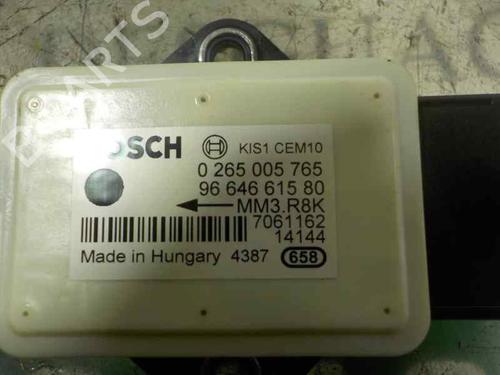 BOSCH KIS1 CEM10
0 265 005 765
96 646 615 80
MM3.R8K
7061162
14144
Made in Hungary 4387 658
PARTS